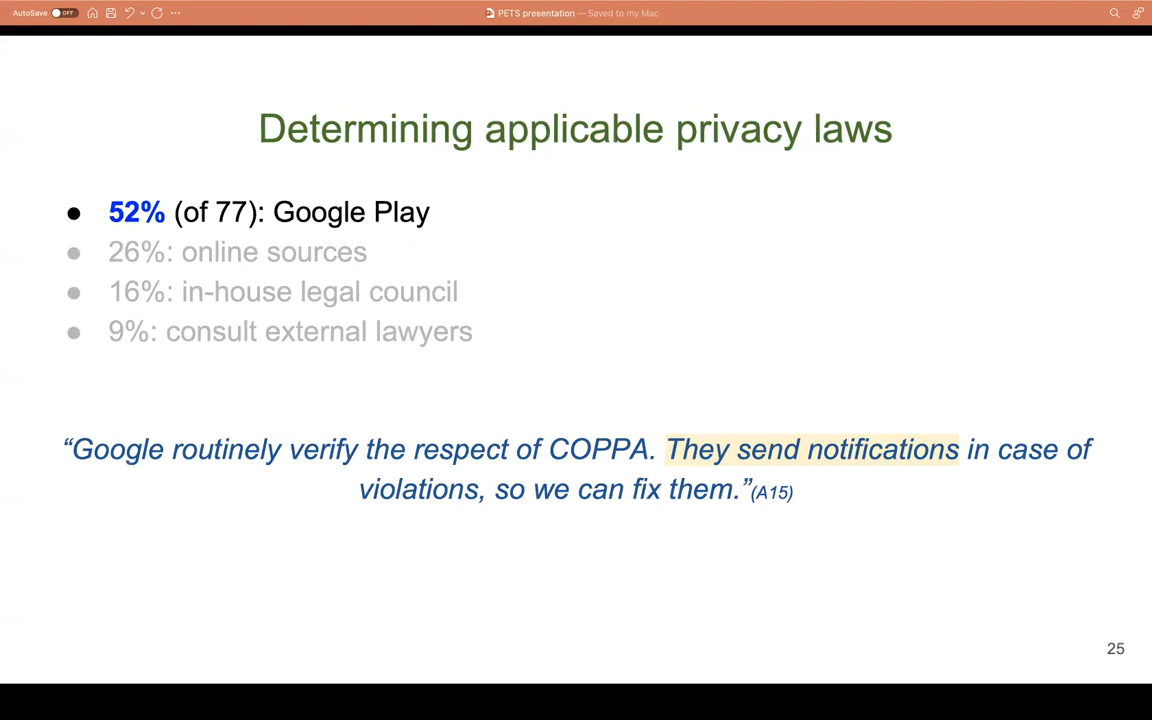 AutoSave OFF
PETS presentation — Saved to my Mac
Determining applicable privacy laws
● 52% (of 77): Google Play
● 26%: online sources
● 16%: in-house legal council
● 9%: consult external lawyers
“Google routinely verify the respect of COPPA. They send notifications in case of
violations, so we can fix them.”(A15)
25